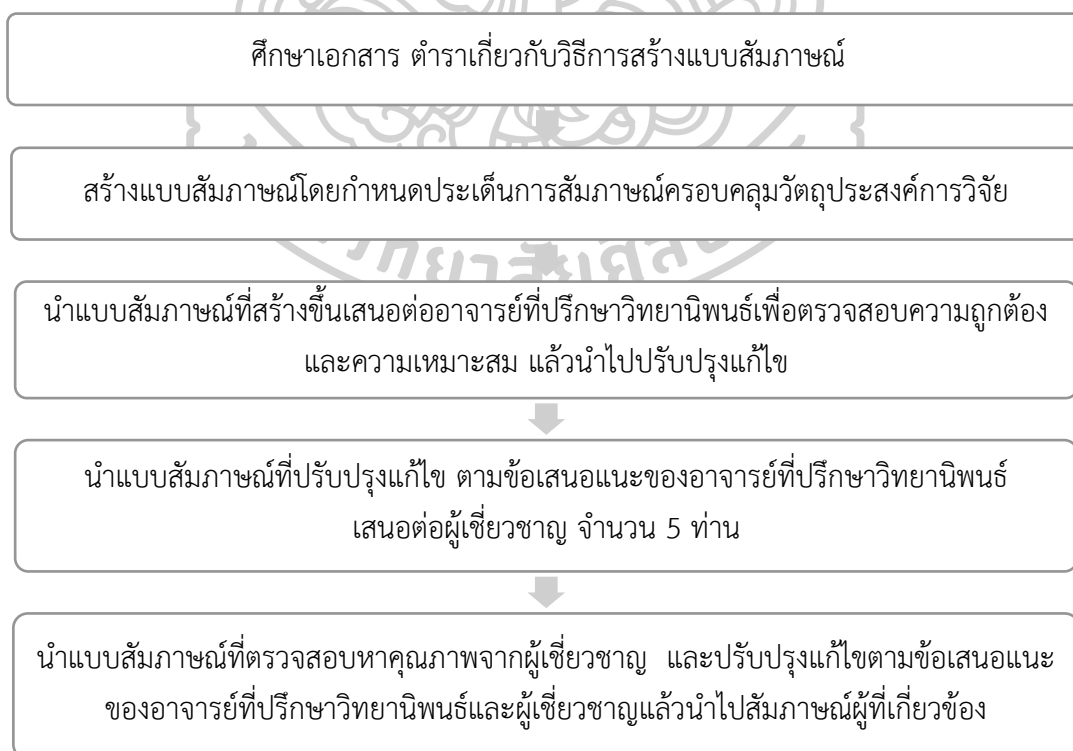 ศึกษาเอกสาร ตำราเกี่ยวกับวิธีการสร้างแบบสัมภาษณ์
สร้างแบบสัมภาษณ์โดยกำหนดประเด็นการสัมภาษณ์ครอบคลุมวัตถุประสงค์การวิจัย
นำแบบสัมภาษณ์ที่สร้างขึ้นเสนอต่ออาจารย์ที่ปรึกษาวิทยานิพนธ์เพื่อตรวจสอบความถูกต้อง
และความเหมาะสม แล้วนำไปปรับปรุงแก้ไข
นำแบบสัมภาษณ์ที่ปรับปรุงแก้ไข ตามข้อเสนอแนะของอาจารย์ที่ปรึกษาวิทยานิพนธ์
เสนอต่อผู้เชี่ยวชาญ จำนวน 5 ท่าน
นำแบบสัมภาษณ์ที่ตรวจสอบหาคุณภาพจากผู้เชี่ยวชาญ และปรับปรุงแก้ไขตามข้อเสนอแนะ
ของอาจารย์ที่ปรึกษาวิทยานิพนธ์และผู้เชี่ยวชาญแล้วนำไปสัมภาษณ์ผู้ที่เกี่ยวข้อง